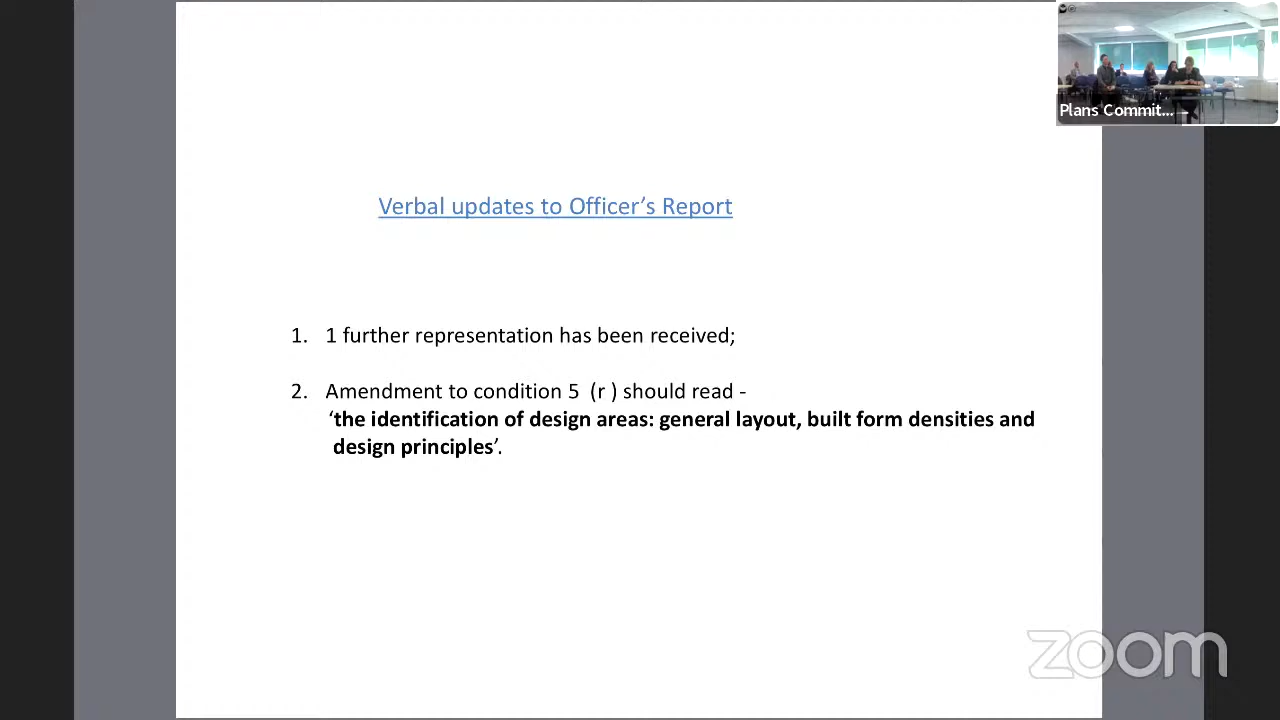 Plans Commit...
Verbal updates to Officer’s Report
1. 1 further representation has been received;
2. Amendment to condition 5 (r ) should read -
‘the identification of design areas: general layout, built form densities and
design principles’.
zoom